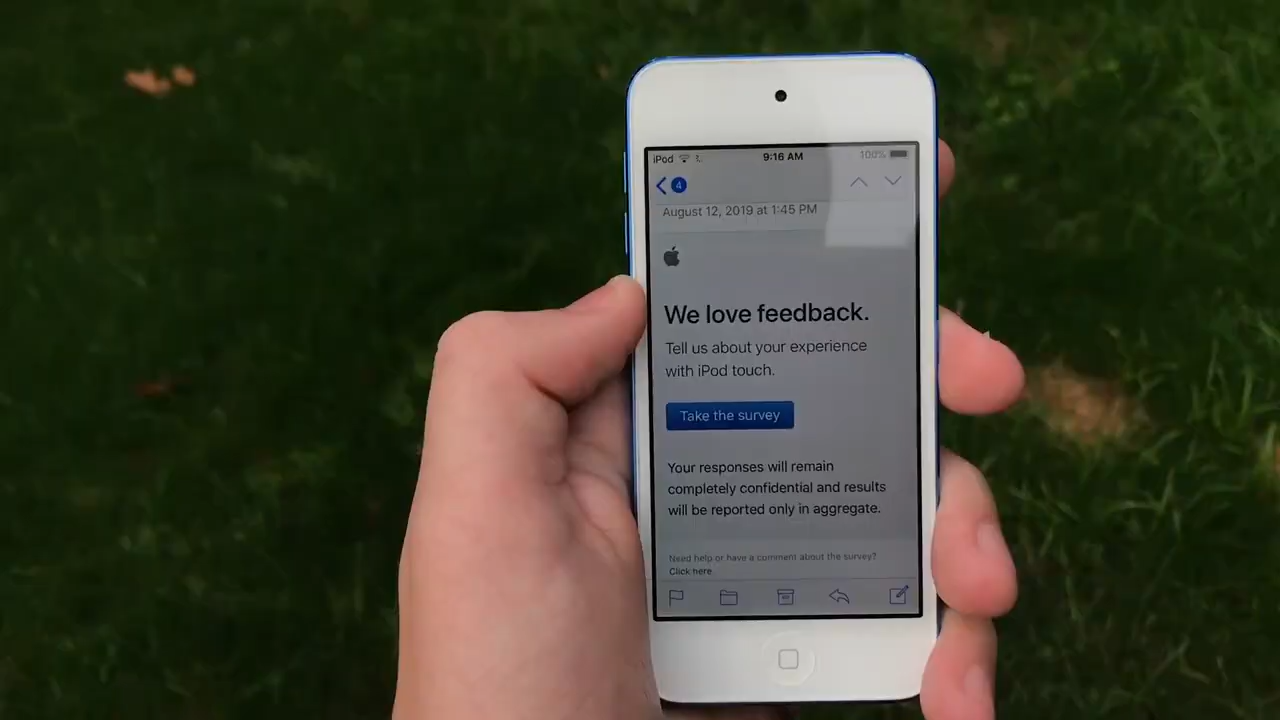 iPod 9:16 AM 100%
4
August 12, 2019 at 1:45 PM
We love feedback.
Tell us about your experience
with iPod touch.
Take the survey
Your responses will remain
completely confidential and results
will be reported only in aggregate.
Need help or have a comment about the survey?
Click here.